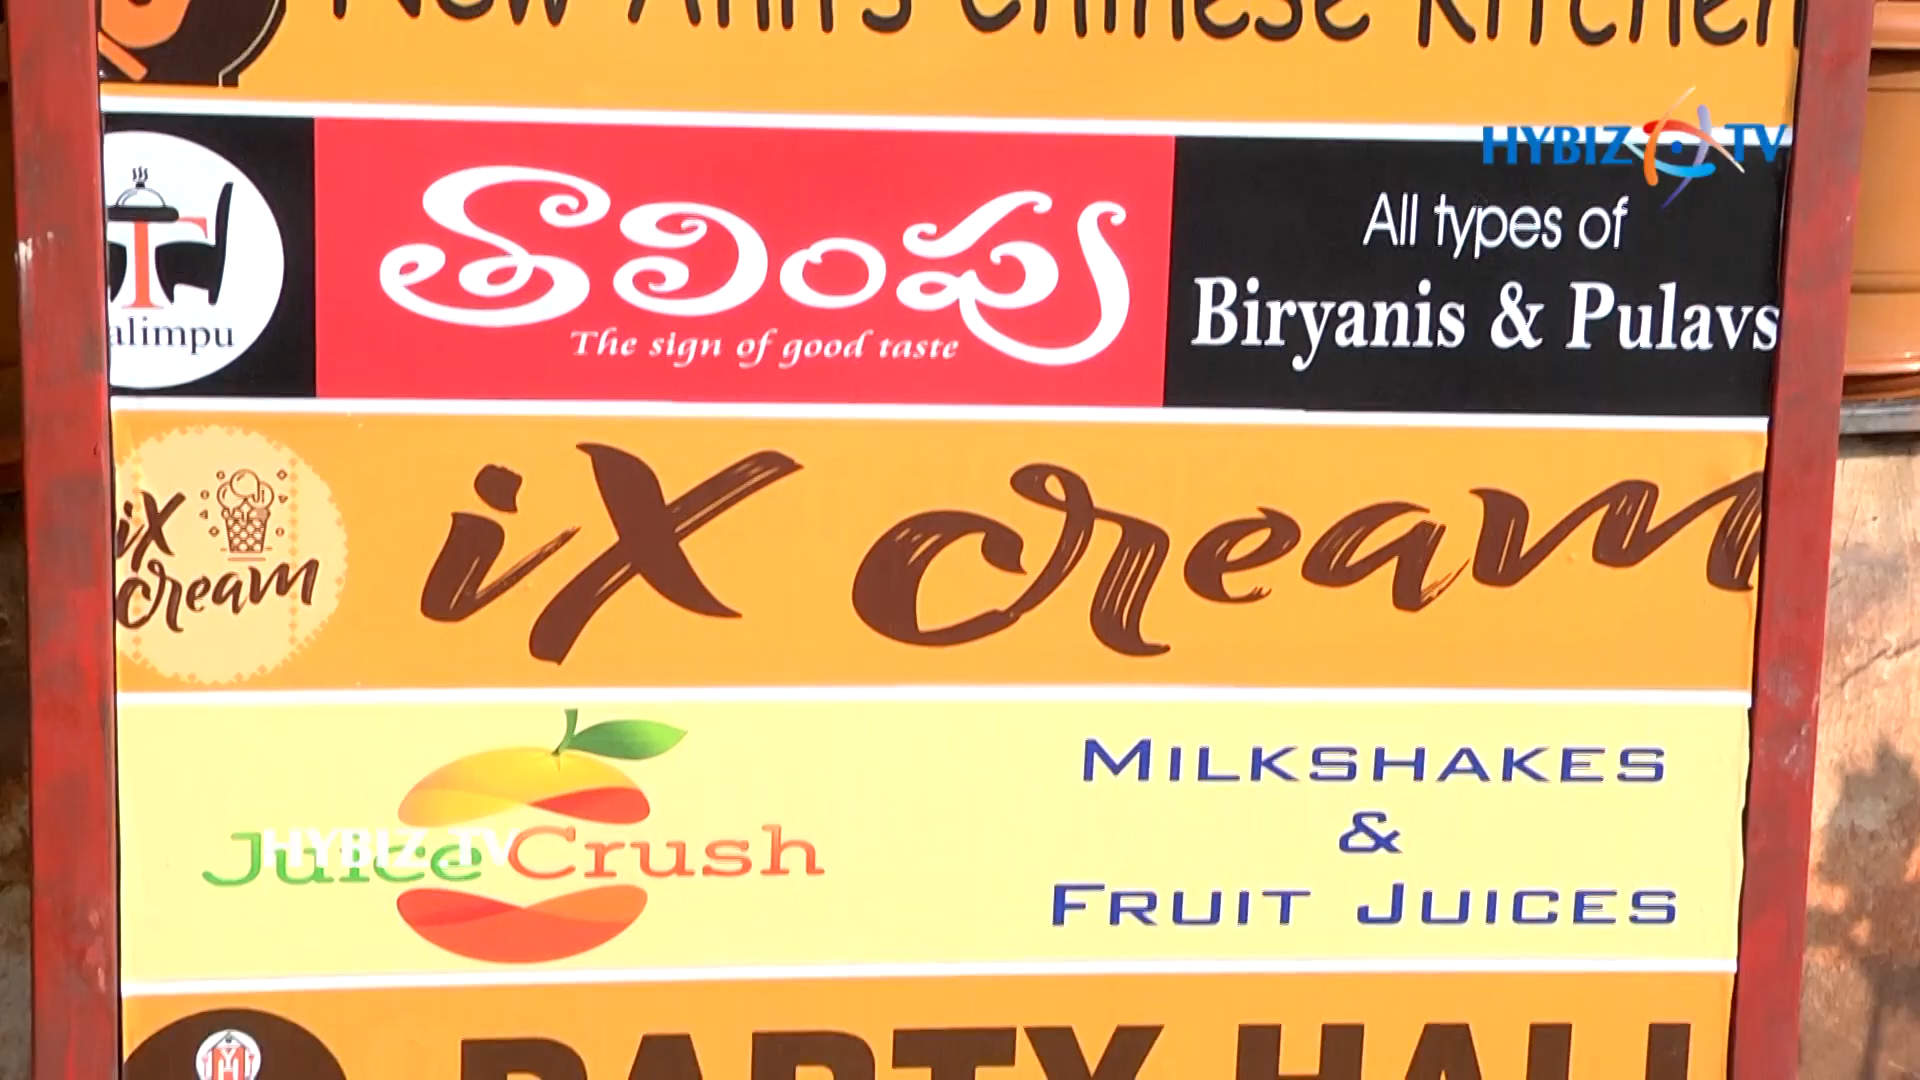 New Ann's Chinese Kitchen
HYBIZ TV
alimpu
తాలింపు
The sign of good taste
All types of
Biryanis & Pulavs
ix
cream
ix cream
Juice Crush
HYBIZ.TV
MILKSHAKES
&
FRUIT JUICES
PARTY HALL